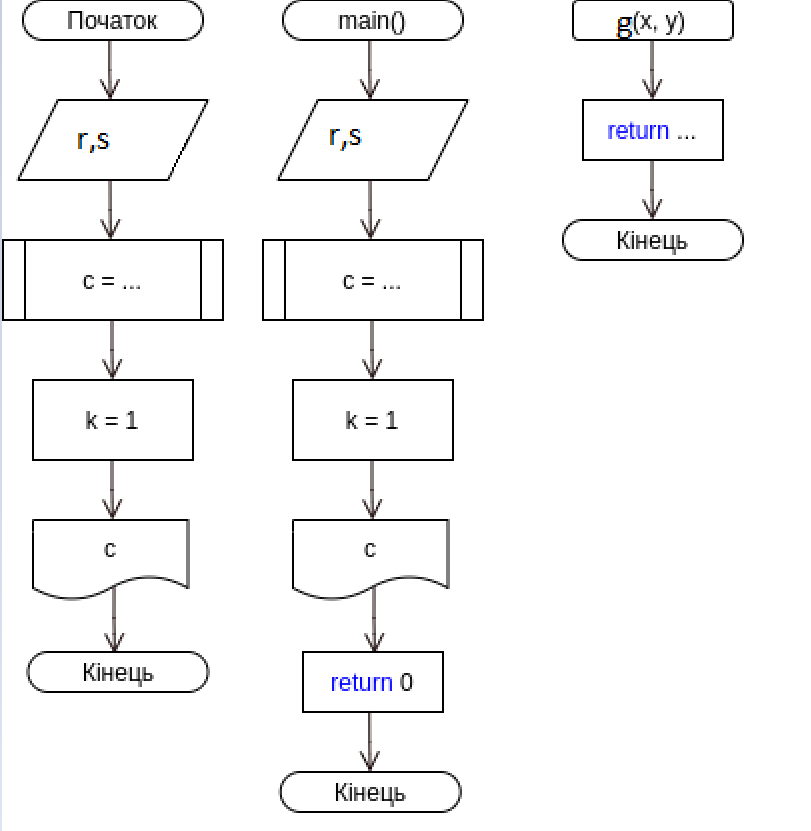 Початок
r,s
c = ...
k = 1
c
Кінець
main()
r,s
c = ...
k = 1
c
return 0
Кінець
g(x, y)
return ...
Кінець